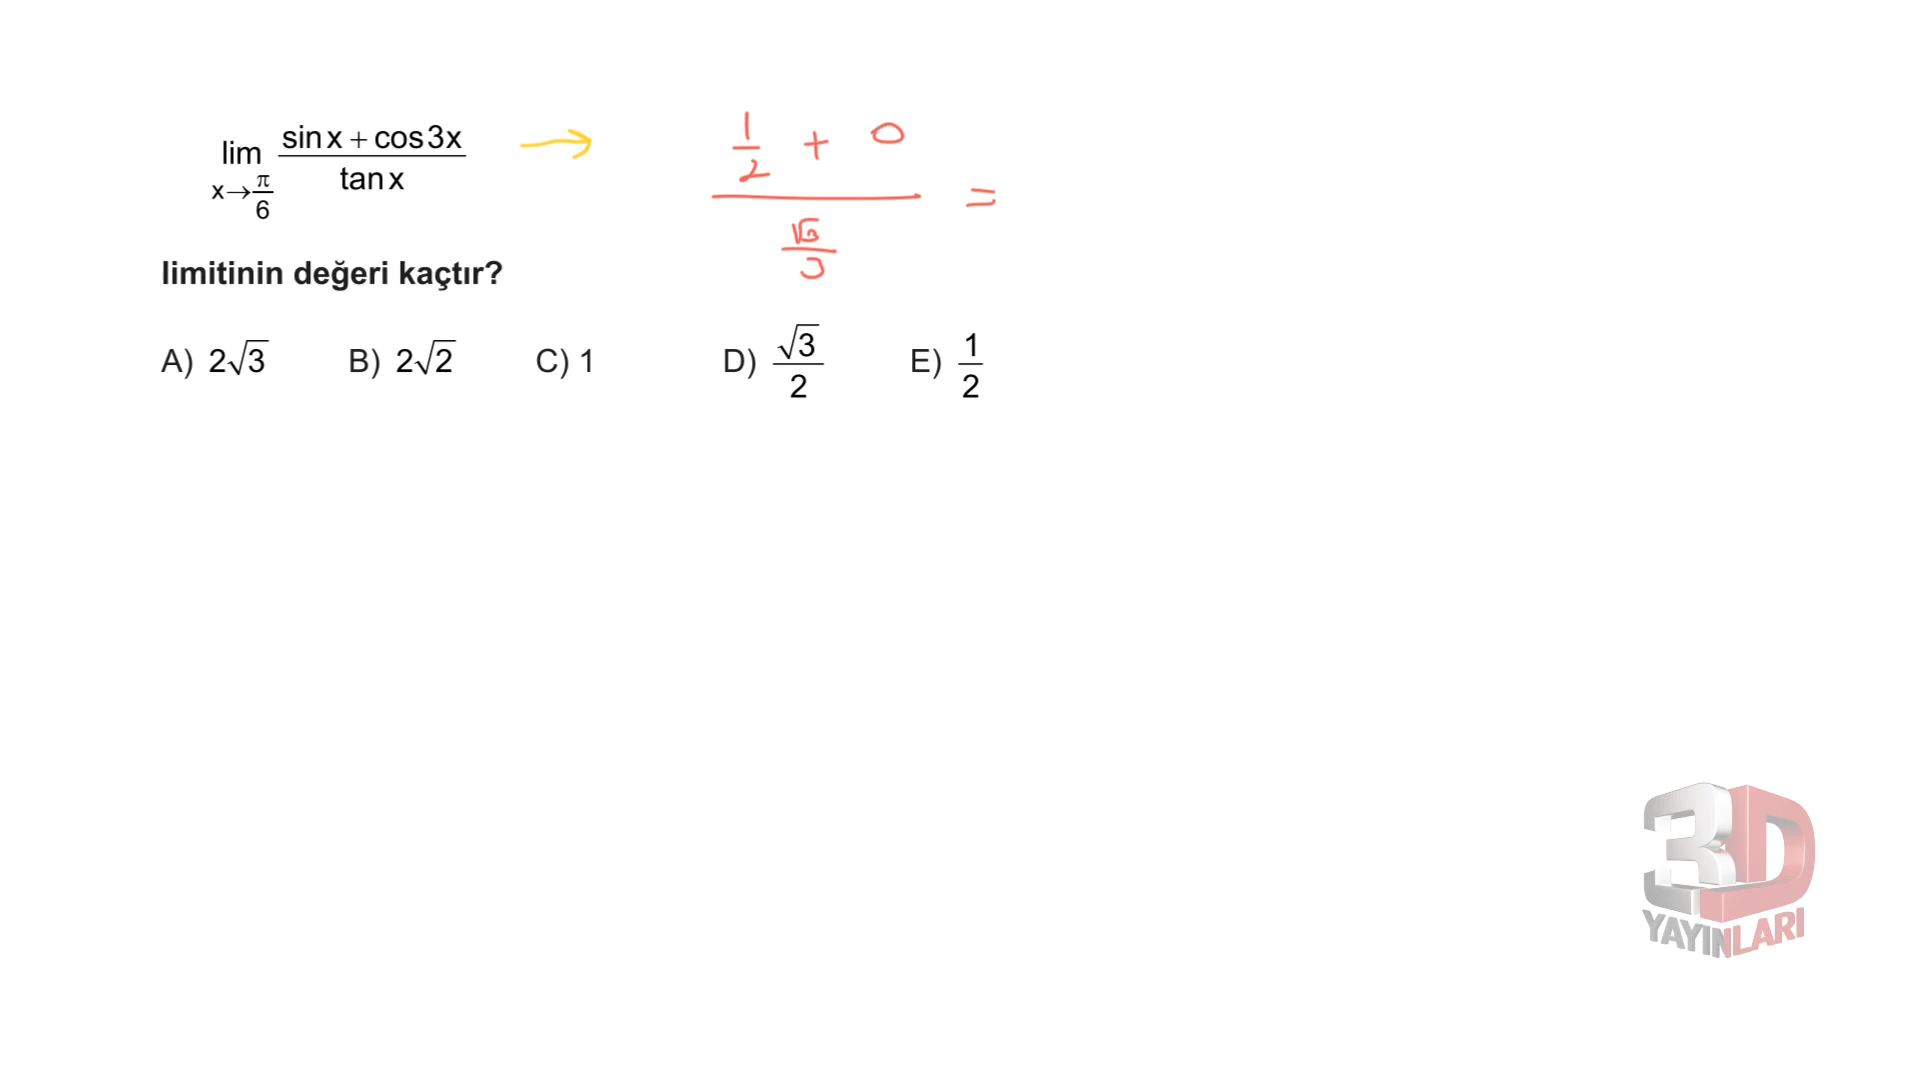 lim x→π/6 (sin x + cos 3x)/(tan x) → (1/2 + 0)/(√3/3) =
limitinin değeri kaçtır?
A) 2√3 B) 2√2 C) 1 D) √3/2 E) 1/2
3D
YAYINLARI